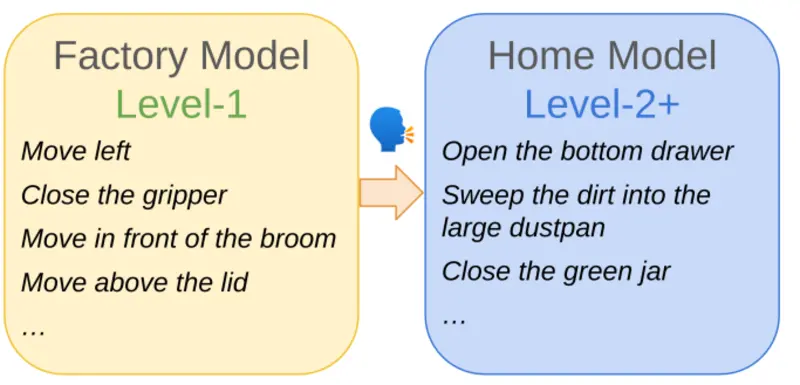 Factory Model
Level-1
Move left
Close the gripper
Move in front of the broom
Move above the lid
…
Home Model
Level-2+
Open the bottom drawer
Sweep the dirt into the
large dustpan
Close the green jar
…